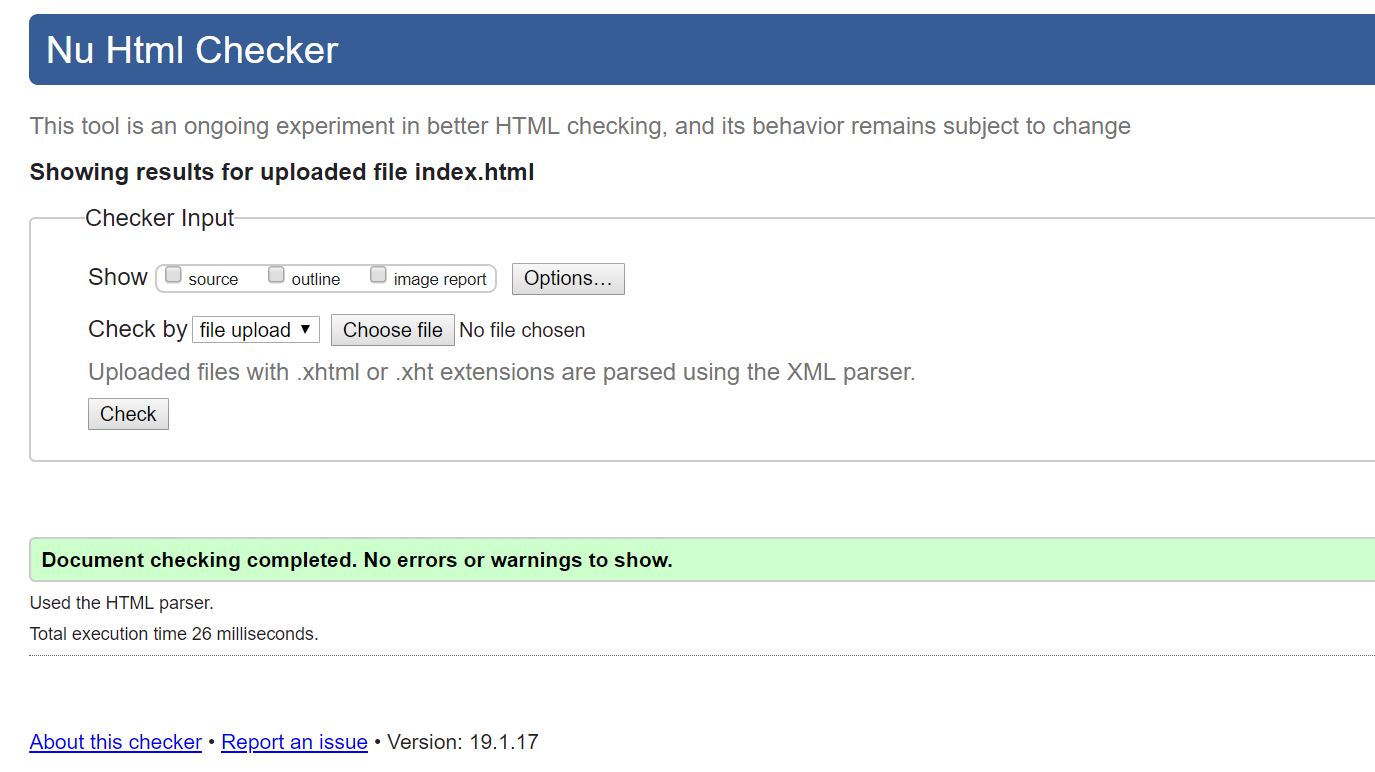 Nu Html Checker
This tool is an ongoing experiment in better HTML checking, and its behavior remains subject to change
Showing results for uploaded file index.html
Checker Input
Show source outline image report Options...
Check by file upload ▼ Choose file No file chosen
Uploaded files with .xhtml or .xht extensions are parsed using the XML parser.
Check
Document checking completed. No errors or warnings to show.
Used the HTML parser.
Total execution time 26 milliseconds.
About this checker • Report an issue • Version: 19.1.17